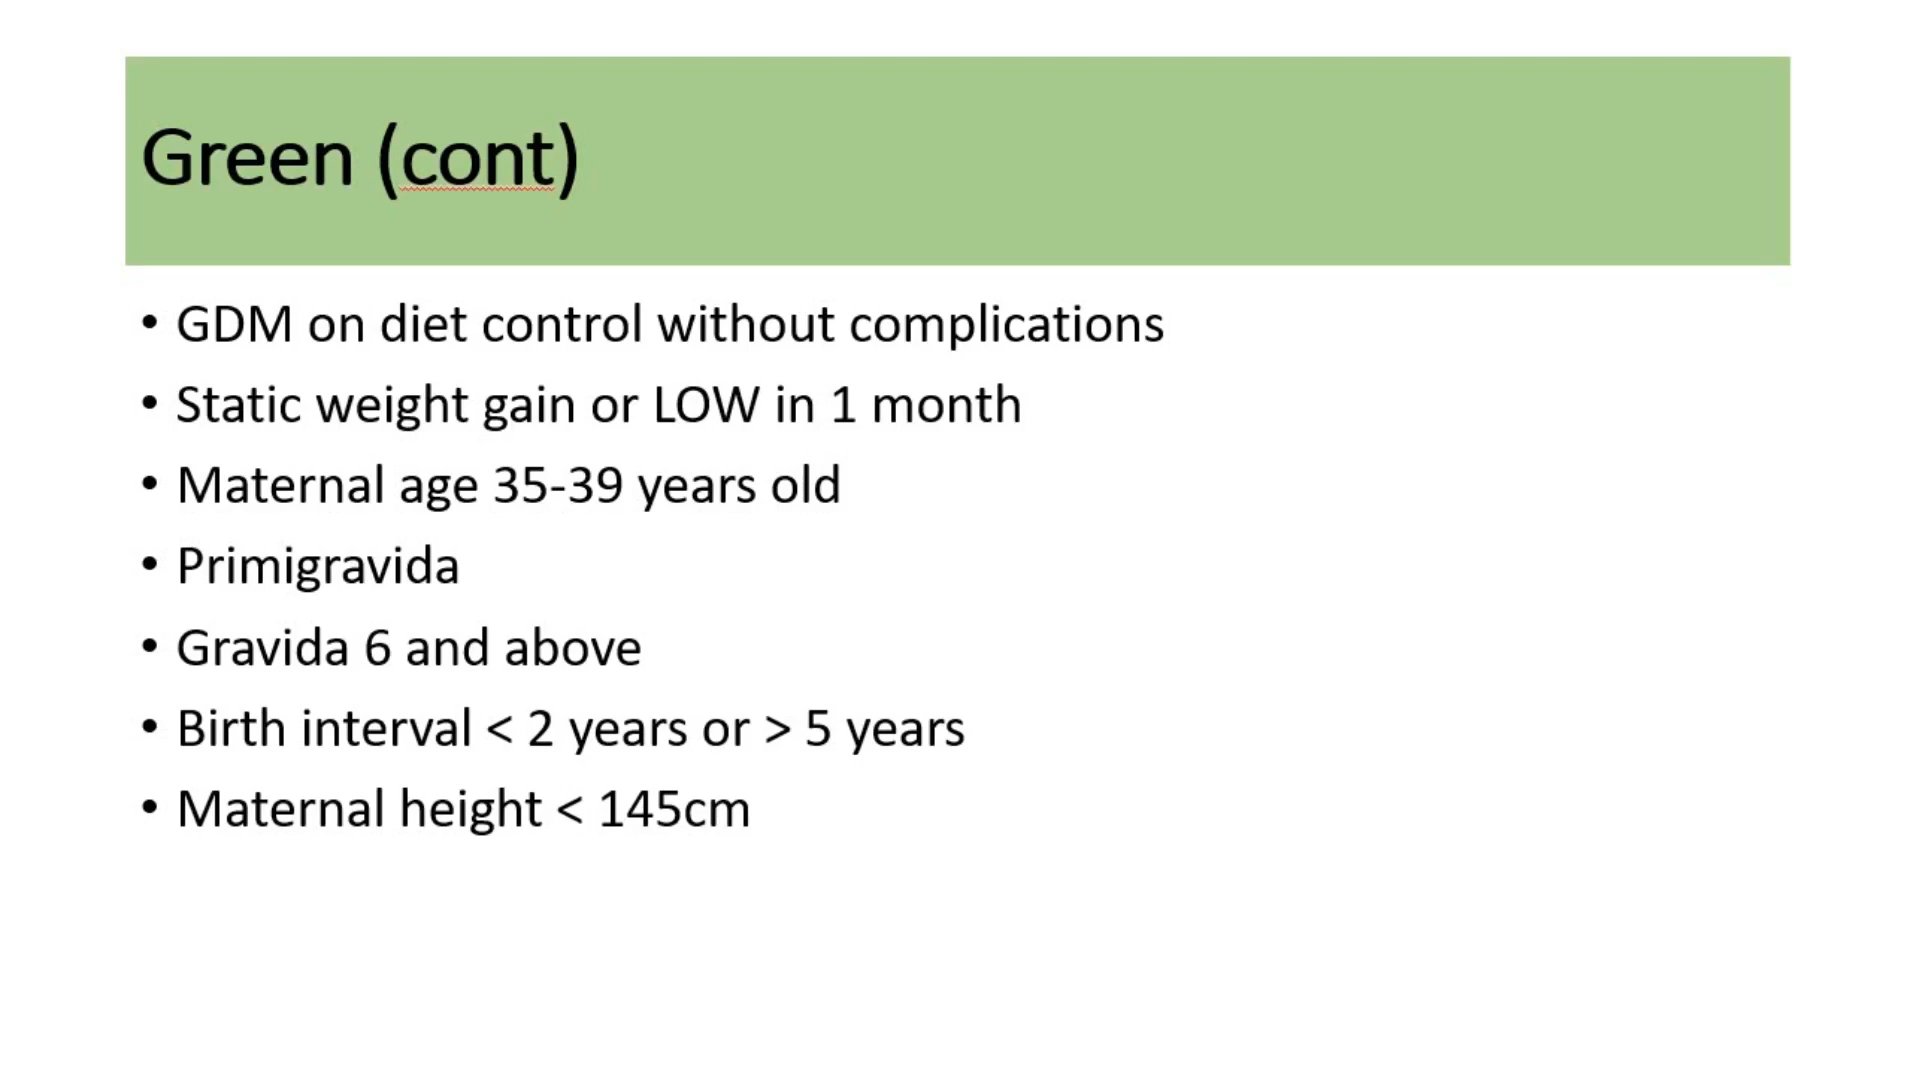 Green (cont)
• GDM on diet control without complications
• Static weight gain or LOW in 1 month
• Maternal age 35-39 years old
• Primigravida
• Gravida 6 and above
• Birth interval < 2 years or > 5 years
• Maternal height < 145cm